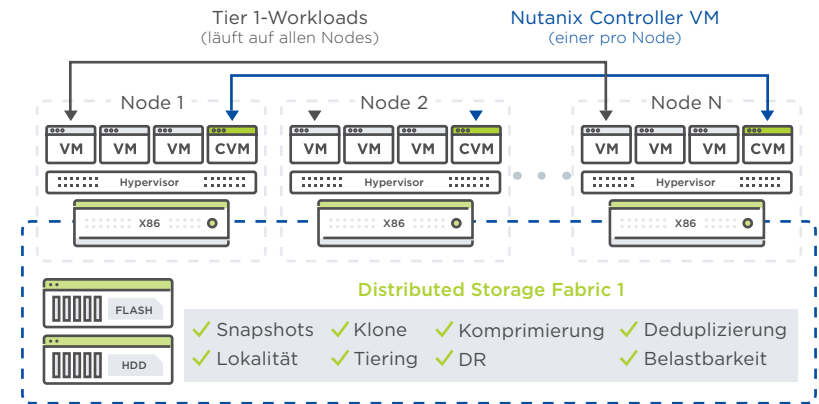 Tier 1-Workloads
(läuft auf allen Nodes)
Nutanix Controller VM
(einer pro Node)
Node 1
Node 2
Node N
VM VM VM CVM
VM VM VM CVM
VM VM VM CVM
Hypervisor
Hypervisor
Hypervisor
X86
X86
X86
Distributed Storage Fabric 1
FLASH
HDD
Snapshots Klone Komprimierung Deduplizierung
Lokalität Tiering DR Belastbarkeit